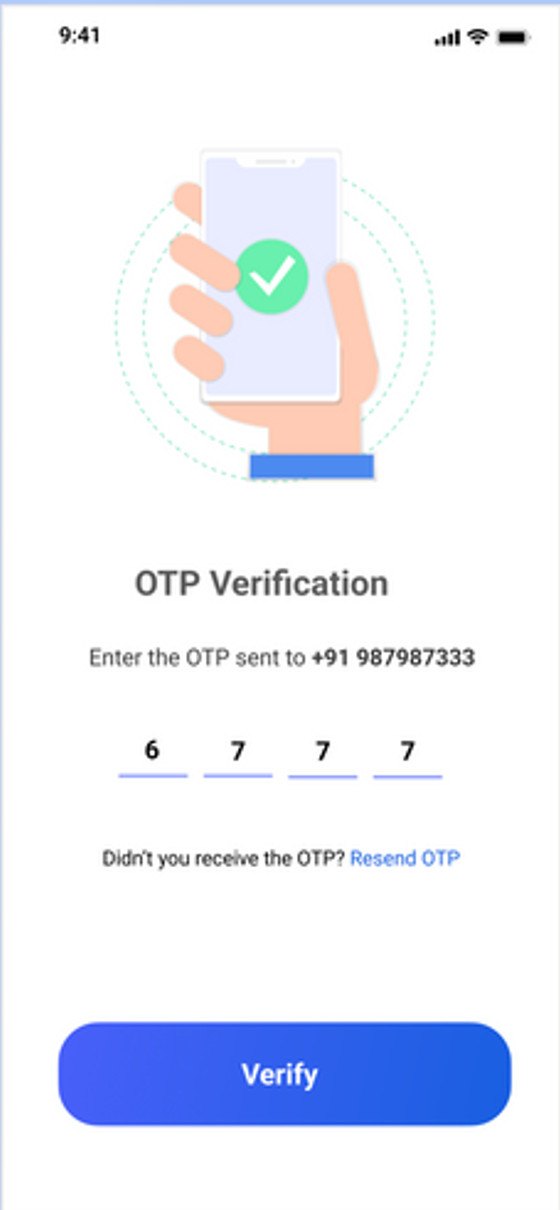 9:41
OTP Verification
Enter the OTP sent to +91 987987333
6 7 7 7
Didn't you receive the OTP? Resend OTP
Verify